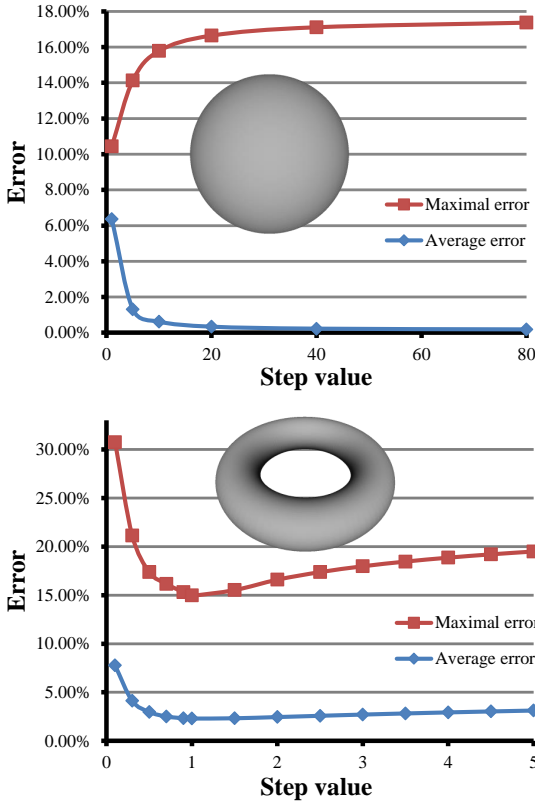 18.00%
16.00%
14.00%
12.00%
10.00%
8.00%
6.00%
4.00%
2.00%
0.00%
Error
Maximal error
Average error
0 20 40 60 80
Step value
30.00%
25.00%
20.00%
15.00%
10.00%
5.00%
0.00%
Error
Maximal error
Average error
0 1 2 3 4 5
Step value